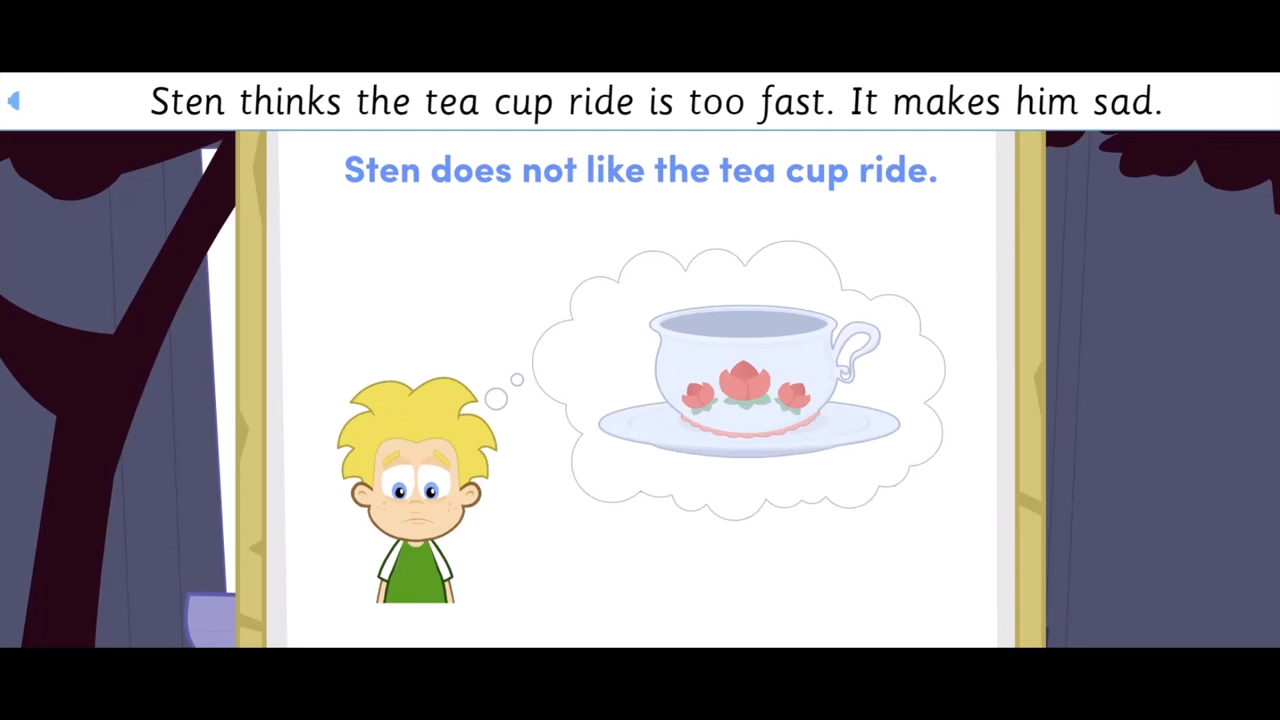 Sten thinks the tea cup ride is too fast. It makes him sad.
Sten does not like the tea cup ride.